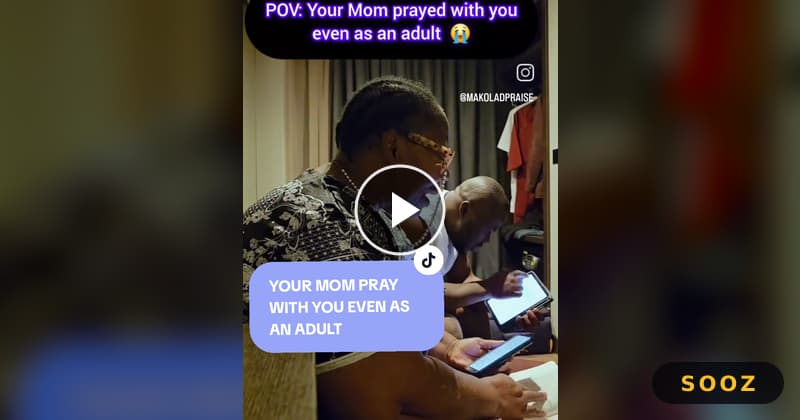 POV: Your Mom prayed with you
even as an adult 😭
@MAKOLADPRAISE
YOUR MOM PRAY
WITH YOU EVEN AS
AN ADULT
SOOZ